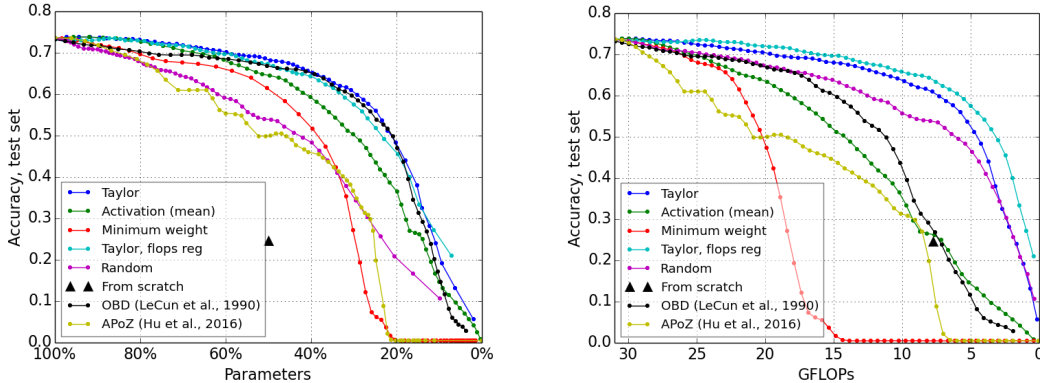 0.8
0.7
0.6
0.5
0.4
0.3
0.2
0.1
0.0
Accuracy, test set
Taylor
Activation (mean)
Minimum weight
Taylor, flops reg
Random
From scratch
OBD (LeCun et al., 1990)
APoZ (Hu et al., 2016)
100% 80% 60% 40% 20% 0%
Parameters
0.8
0.7
0.6
0.5
0.4
0.3
0.2
0.1
0.0
Accuracy, test set
Taylor
Activation (mean)
Minimum weight
Taylor, flops reg
Random
From scratch
OBD (LeCun et al., 1990)
APoZ (Hu et al., 2016)
30 25 20 15 10 5 0
GFLOPs